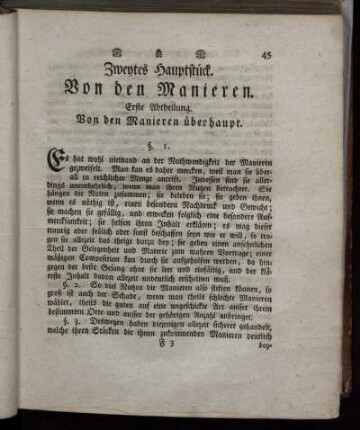 45
Zweytes Hauptstück.
Von den Manieren.
Erste Abtheilung.
Von den Manieren überhaupt.
§. 1.
Es hat wohl niemand an der Nothwendigkeit der Manieren
gezweifelt. Man kan es daher mercken, weil man sie über-
all in reichlicher Menge antrift. Indessen sind sie aller-
dings unentbehrlich, wenn man ihren Nutzen betrachtet. Sie
hängen die Noten zusammen; sie beleben sie; sie geben ihnen,
wenn es nöthig ist, einen besondern Nachdruck und Gewicht;
sie machen sie gefällig, und erwecken folglich eine besondere Auf-
mercksamkeit; sie helffen ihren Inhalt erklären; es mag dieser
traurig oder frölich oder sonst beschaffen seyn wie er will, so tra-
gen sie allezeit das ihrige darzu bey; sie geben einen ansehnlichen
Theil der Gelegenheit und Materie zum wahren Vortrage; einer
mäßigen Composition kan durch sie aufgeholfen werden, da hin-
gegen der beste Gesang ohne sie leer und einfältig, und der klä-
reste Inhalt davon allezeit undeutlich erscheinen muß.
§. 2. So viel Nutzen die Manieren also stiften können, so
groß ist auch der Schade, wenn man theils schlechte Manieren
wählet, theils die guten auf eine ungeschickte Art ausser ihrem
bestimmten Orte und ausser der gehörigen Anzahl anbringet.
§. 3. Deswegen haben diejenigen allezeit sicherer gehandelt,
welche ihren Stücken die ihnen zukommenden Manieren deutlich
F 3
bey-